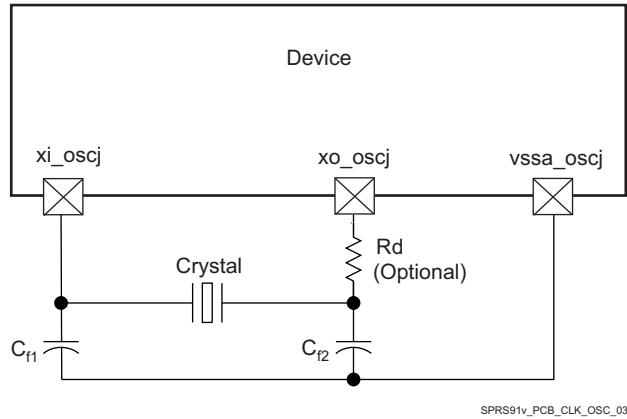 Device
xi_oscj
xo_oscj
vssa_oscj
Rd
(Optional)
Crystal
Cf1
Cf2
SPRS91v_PCB_CLK_OSC_03